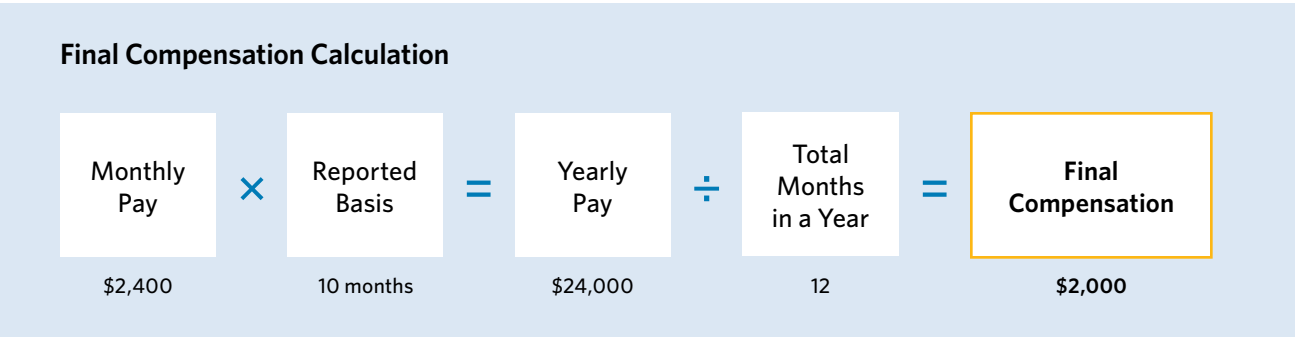 Final Compensation Calculation
Monthly
Pay
×
Reported
Basis
=
Yearly
Pay
÷
Total
Months
in a Year
=
Final
Compensation
$2,400
10 months
$24,000
12
$2,000